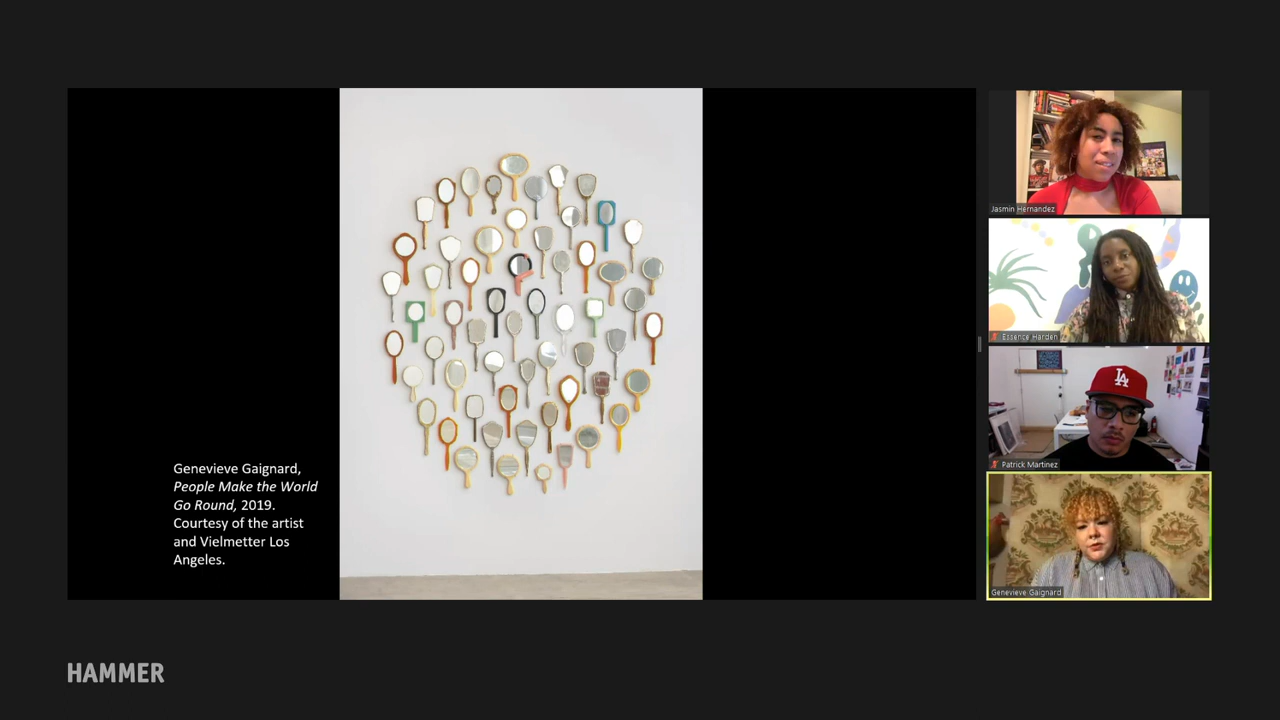 Genevieve Gaignard,
People Make the World
Go Round, 2019.
Courtesy of the artist
and Vielmetter Los
Angeles.
Jasmin Hernandez
Essence Harden
LA
Patrick Martinez
Genevieve Gaignard
HAMMER